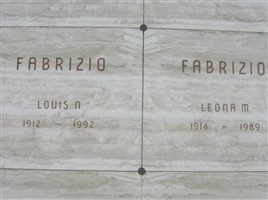 FABRIZIO
LOUIS N
1912 - 1992
FABRIZIO
LEONA M
1914 - 1989